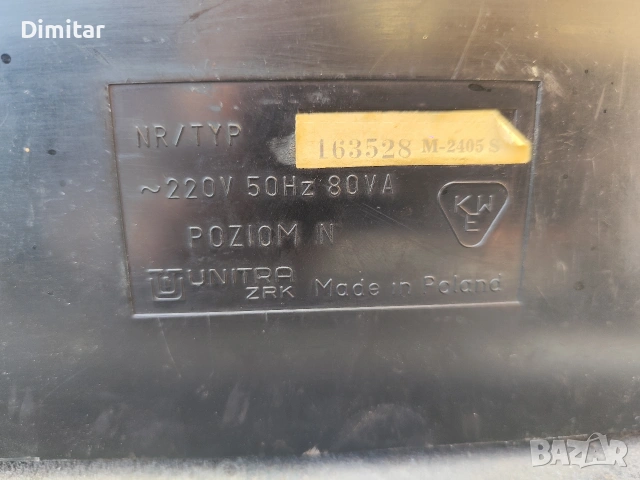 Dimitar
NR/TYP 163528 M-2405 S
~220V 50Hz 80VA
POZIOM N
KWE
UNITRA
ZRK Made in Poland
BAZAR